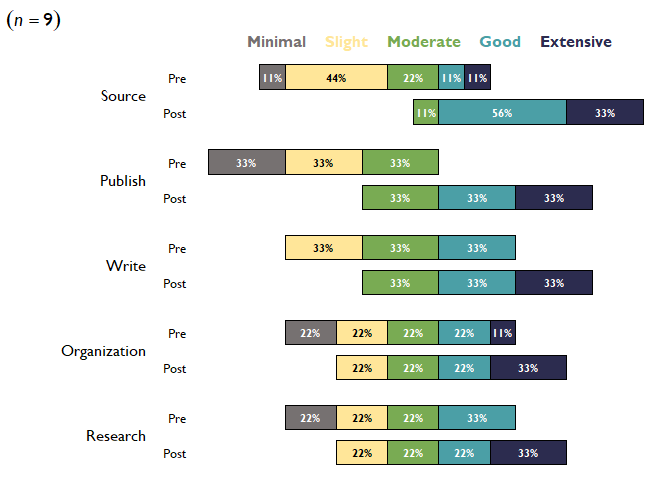 (n = 9)
Minimal Slight Moderate Good Extensive
Source
Pre 11% 44% 22% 11% 11%
Post 11% 56% 33%
Publish
Pre 33% 33% 33%
Post 33% 33% 33%
Write
Pre 33% 33% 33%
Post 33% 33% 33%
Organization
Pre 22% 22% 22% 22% 11%
Post 22% 22% 22% 33%
Research
Pre 22% 22% 22% 33%
Post 22% 22% 22% 33%